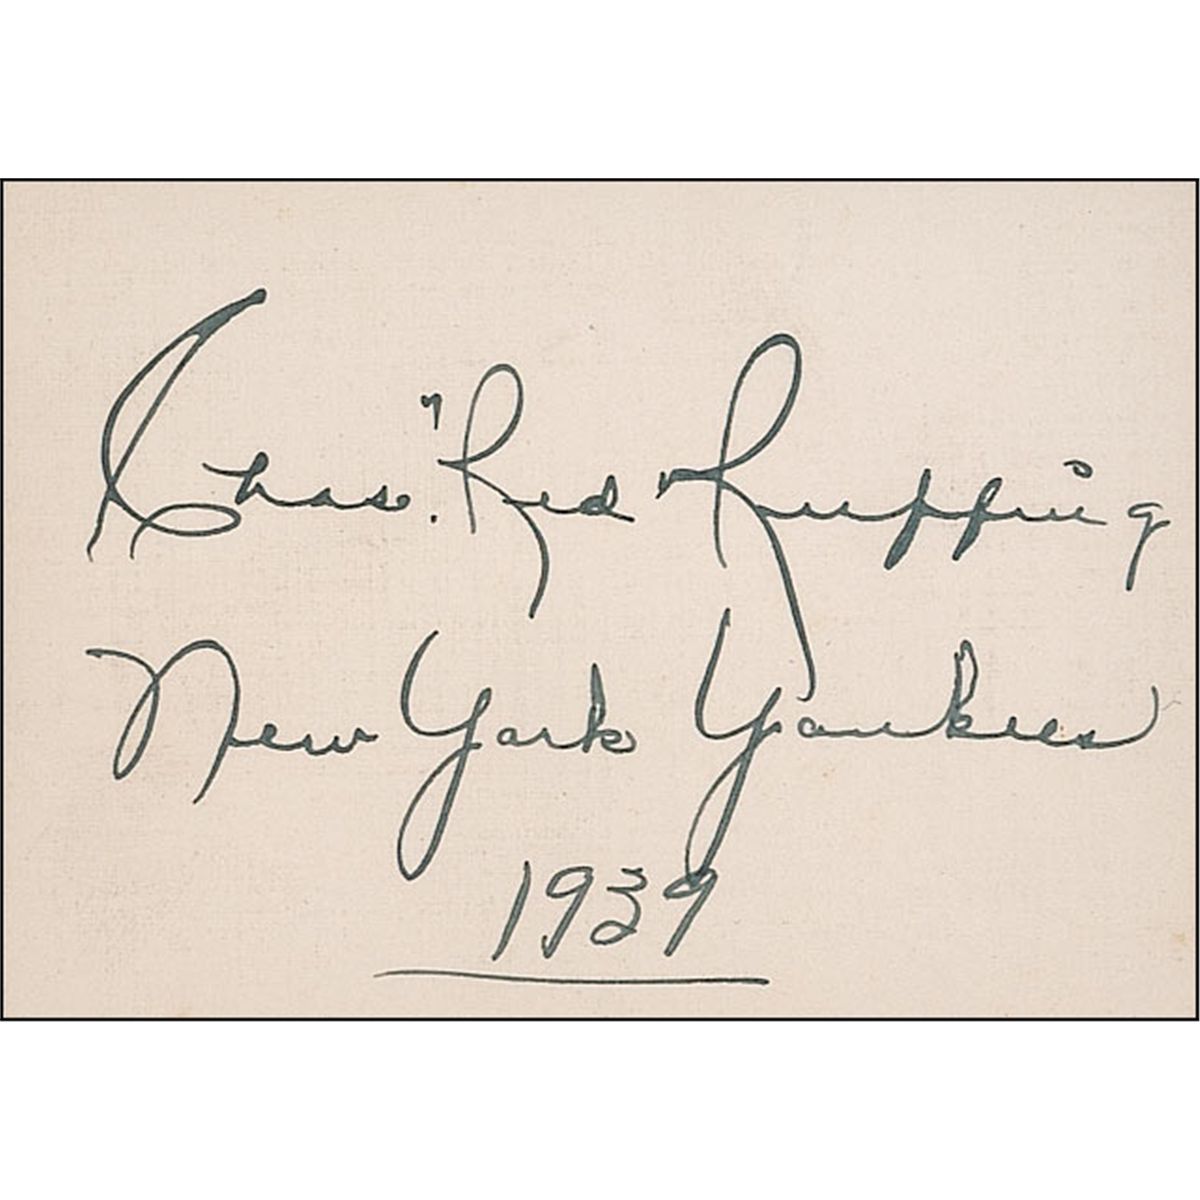 Chas. "Red" Ruffing
New York Yankees
1939